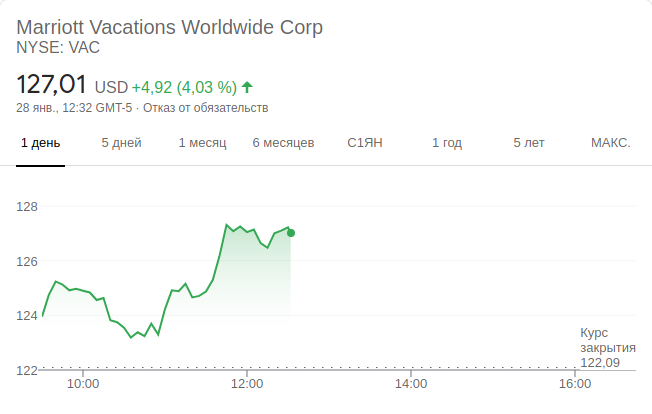 Marriott Vacations Worldwide Corp
NYSE: VAC
127,01 USD +4,92 (4,03 %)
28 янв., 12:32 GMT-5 · Отказ от обязательств
1 день 5 дней 1 месяц 6 месяцев С1ЯН 1 год 5 лет МАКС.
128
126
124
Курс
закрытия
122,09
122
10:00 12:00 14:00 16:00